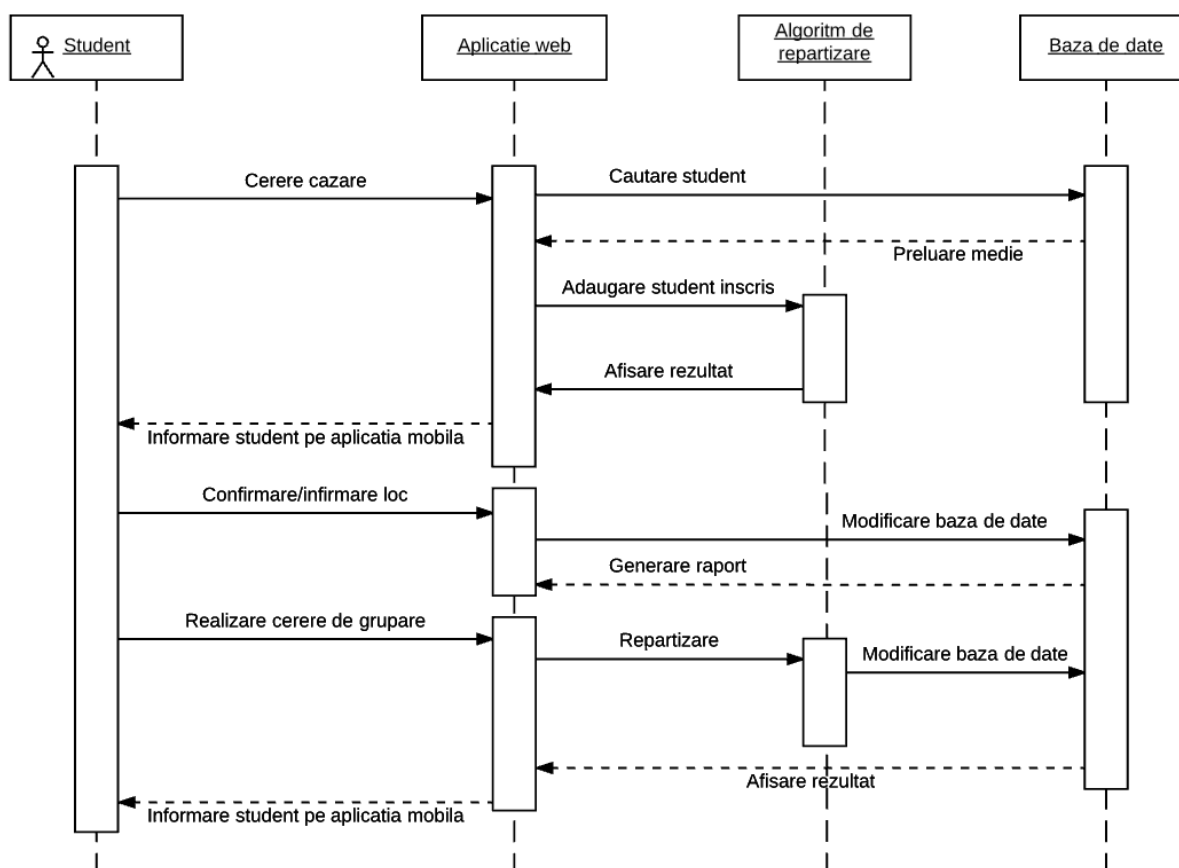 Student
Aplicatie web
Algoritm de
repartizare
Baza de date
Cerere cazare
Cautare student
Preluare medie
Adaugare student inscris
Afisare rezultat
Informare student pe aplicatia mobila
Confirmare/infirmare loc
Modificare baza de date
Generare raport
Realizare cerere de grupare
Repartizare
Modificare baza de date
Afisare rezultat
Informare student pe aplicatia mobila